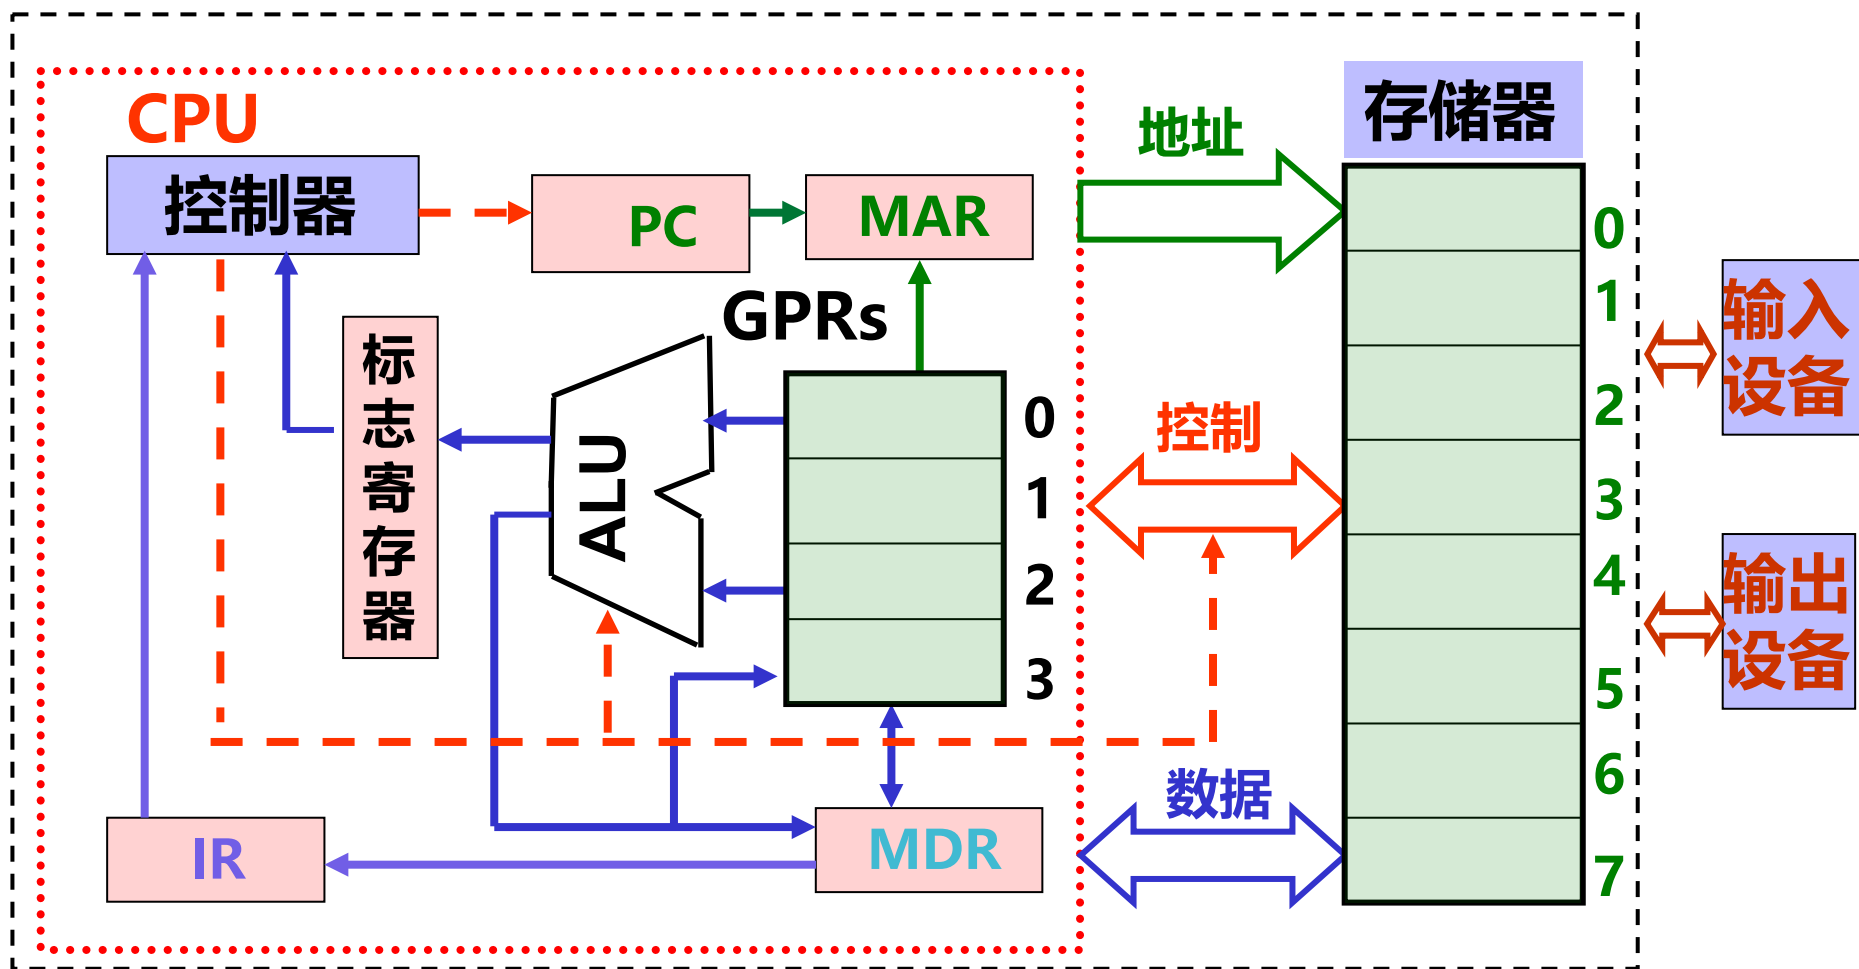 CPU
控制器
PC
MAR
GPRs
标
志
寄
存
器
ALU
0
1
2
3
IR
MDR
地址
控制
数据
存储器
0
1
2
3
4
5
6
7
输入
设备
输出
设备